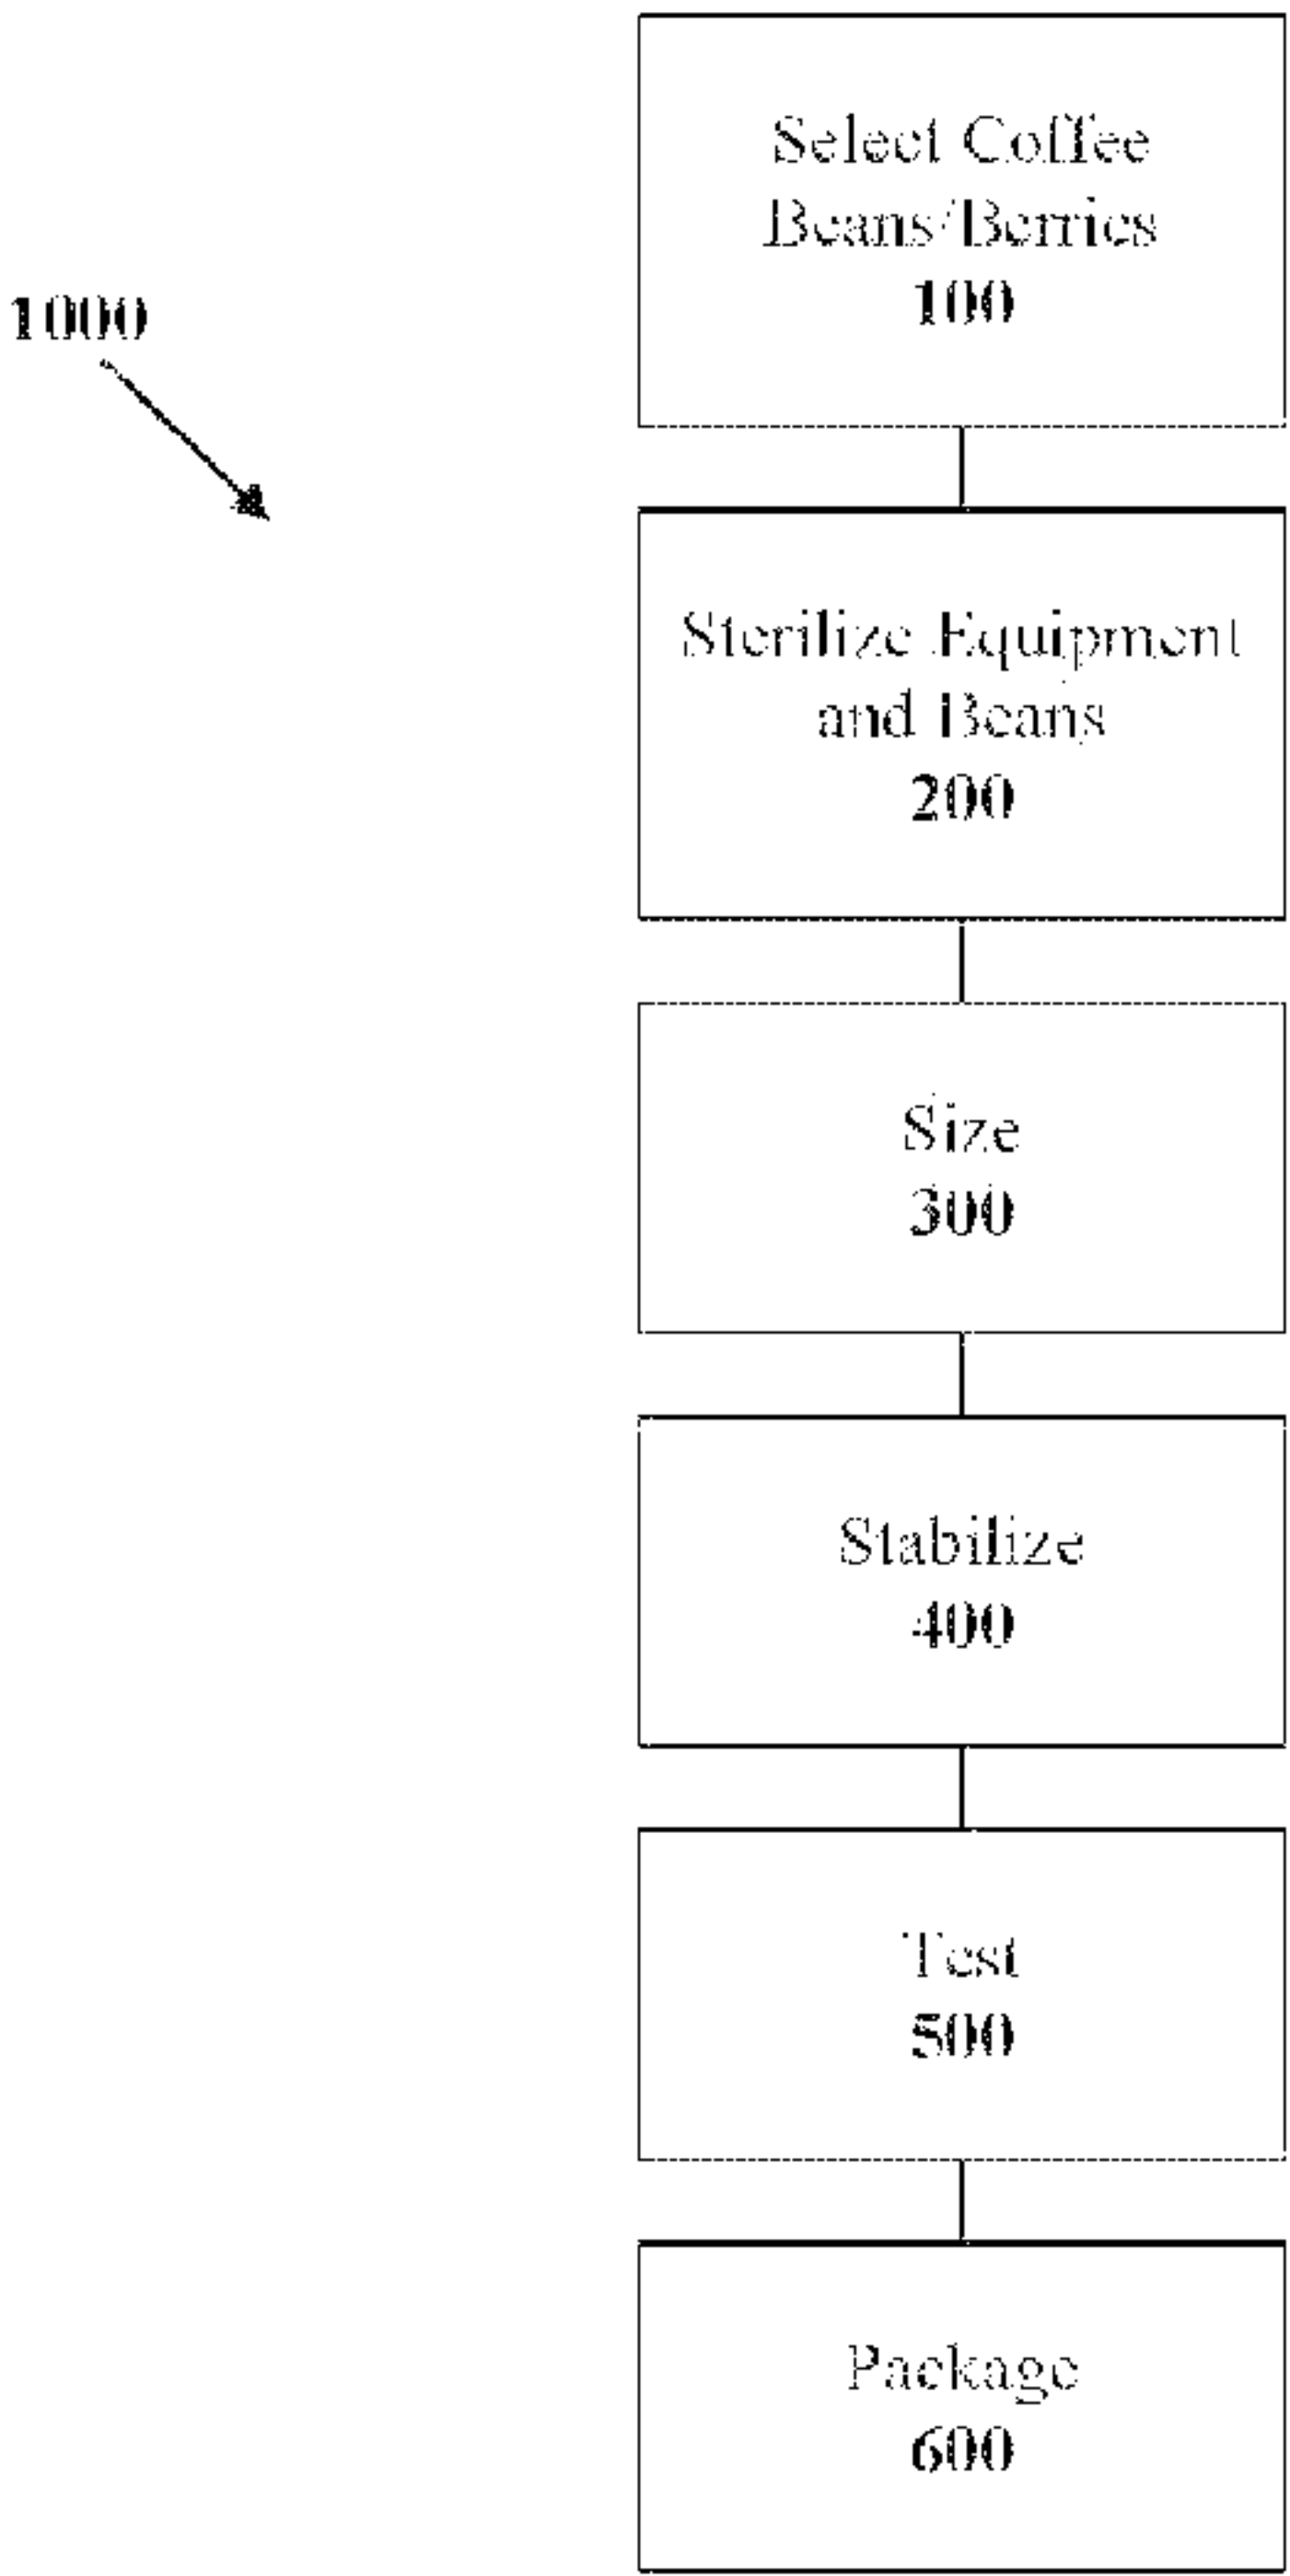 Select Coffee
Beans/Berries
100
1000
Sterilize Equipment
and Beans
200
Size
300
Stabilize
400
Test
500
Package
600